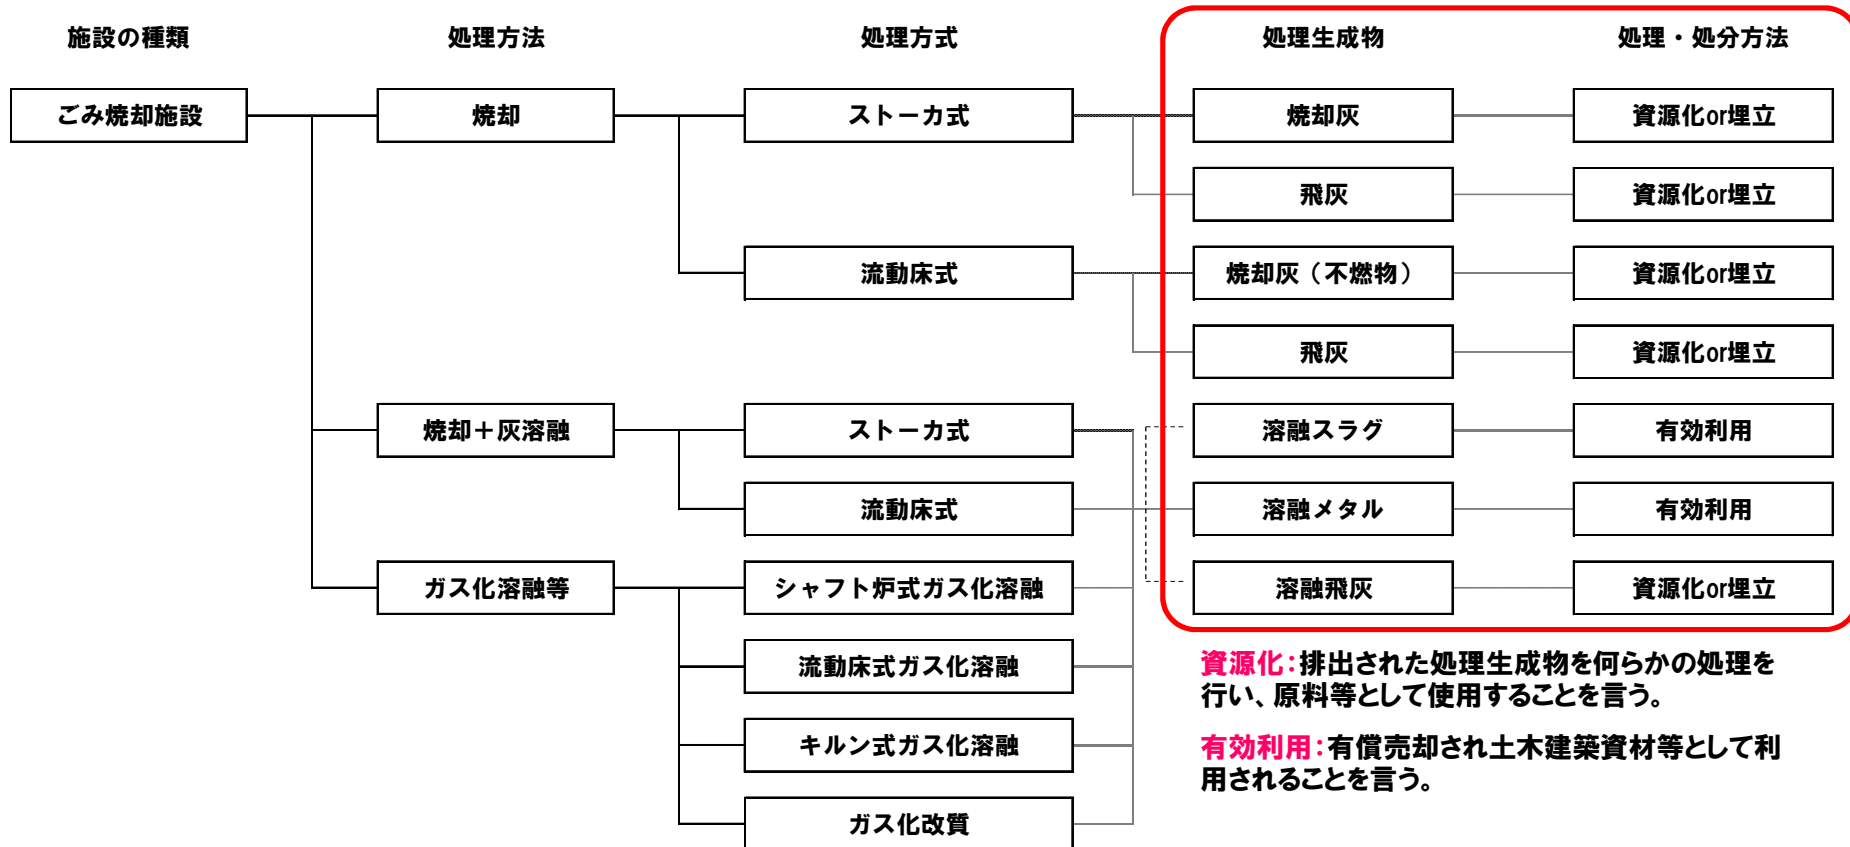 施設の種類 処理方法 処理方式 処理生成物 処理・処分方法
ごみ焼却施設 焼却 ストーカ式 焼却灰 資源化or埋立
飛灰 資源化or埋立
流動床式 焼却灰（不燃物） 資源化or埋立
飛灰 資源化or埋立
焼却＋灰溶融 ストーカ式 溶融スラグ 有効利用
流動床式 溶融メタル 有効利用
ガス化溶融等 シャフト炉式ガス化溶融 溶融飛灰 資源化or埋立
流動床式ガス化溶融
キルン式ガス化溶融
ガス化改質
資源化：排出された処理生成物を何らかの処理を
行い、原料等として使用することを言う。
有効利用：有償売却され土木建築資材等として利
用されることを言う。